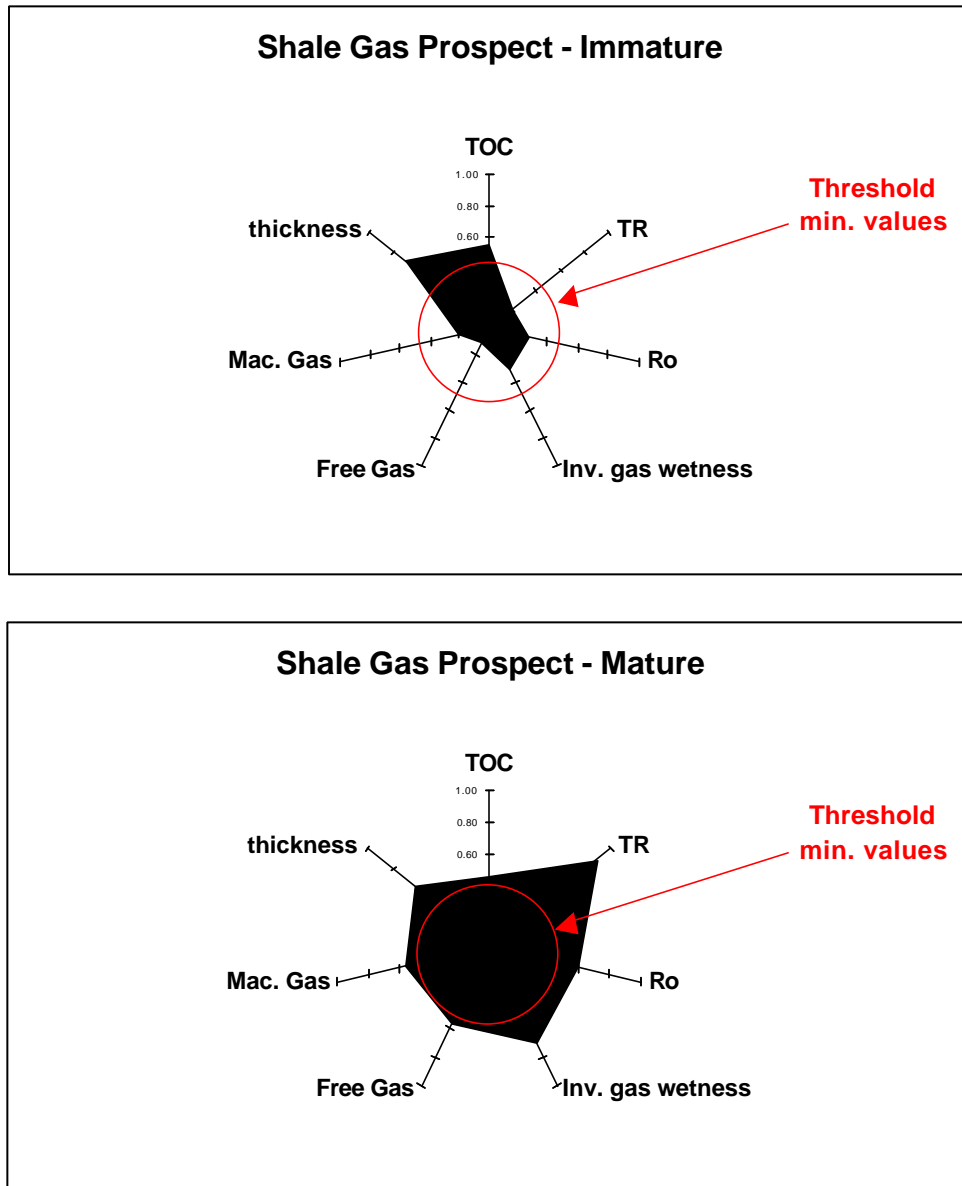 Shale Gas Prospect - Immature
TOC
1.00
0.80
0.60
Threshold
min. values
thickness
TR
Mac. Gas
Ro
Free Gas
Inv. gas wetness
Shale Gas Prospect - Mature
TOC
1.00
0.80
0.60
Threshold
min. values
thickness
TR
Mac. Gas
Ro
Free Gas
Inv. gas wetness